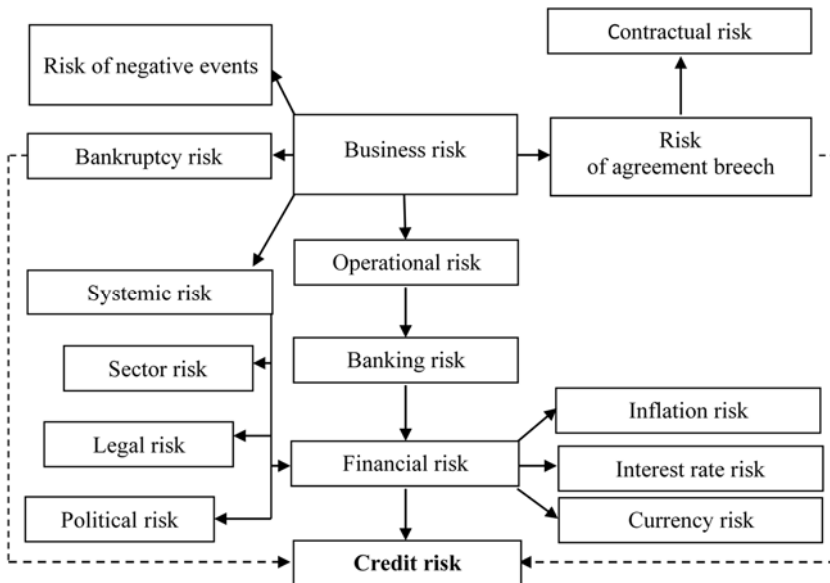 Contractual risk
Risk of negative events
Bankruptcy risk
Business risk
Risk
of agreement breech
Operational risk
Systemic risk
Banking risk
Sector risk
Inflation risk
Legal risk
Financial risk
Interest rate risk
Political risk
Currency risk
Credit risk